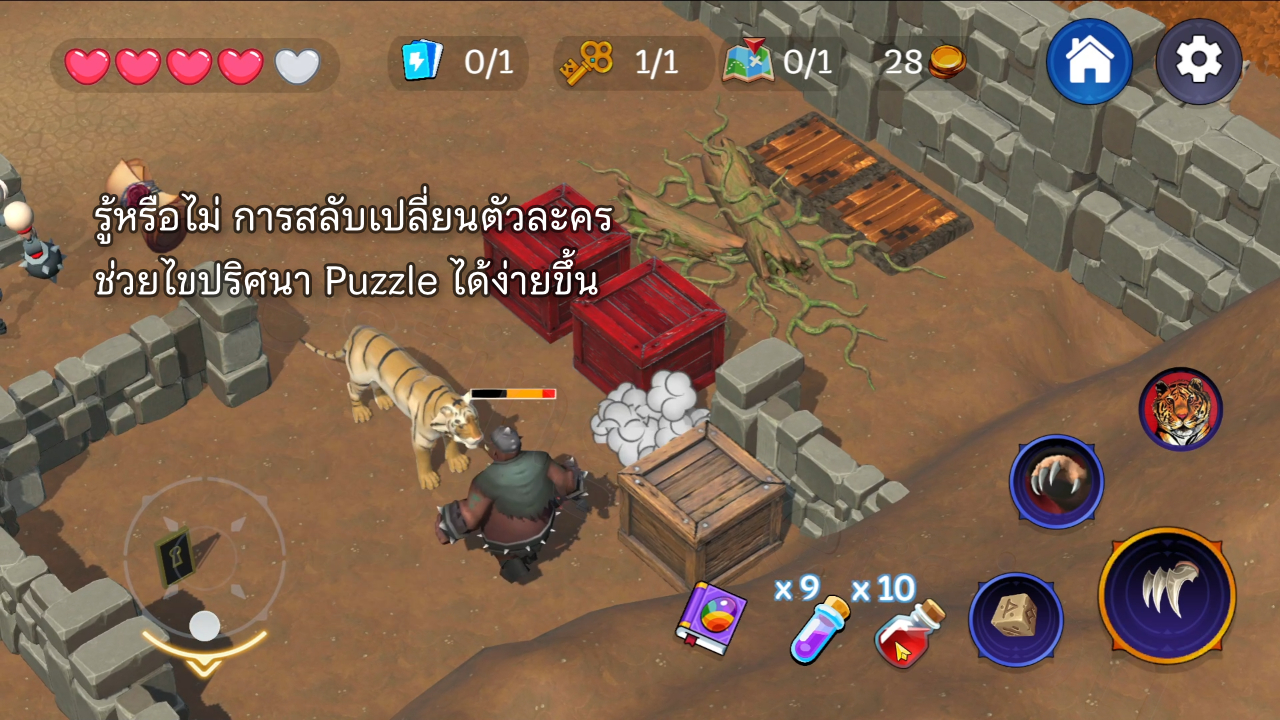 0/1
1/1
0/1
28
รู้หรือไม่ การสลับเปลี่ยนตัวละคร
ช่วยไขปริศนา Puzzle ได้ง่ายขึ้น
x 9
x 10